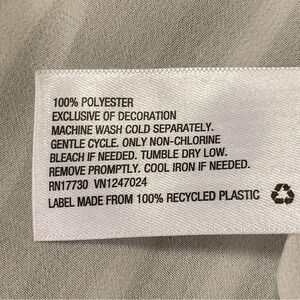 100% POLYESTER
EXCLUSIVE OF DECORATION
MACHINE WASH COLD SEPARATELY.
GENTLE CYCLE. ONLY NON-CHLORINE
BLEACH IF NEEDED. TUMBLE DRY LOW.
REMOVE PROMPTLY. COOL IRON IF NEEDED.
RN17730 VN1247024
LABEL MADE FROM 100% RECYCLED PLASTIC